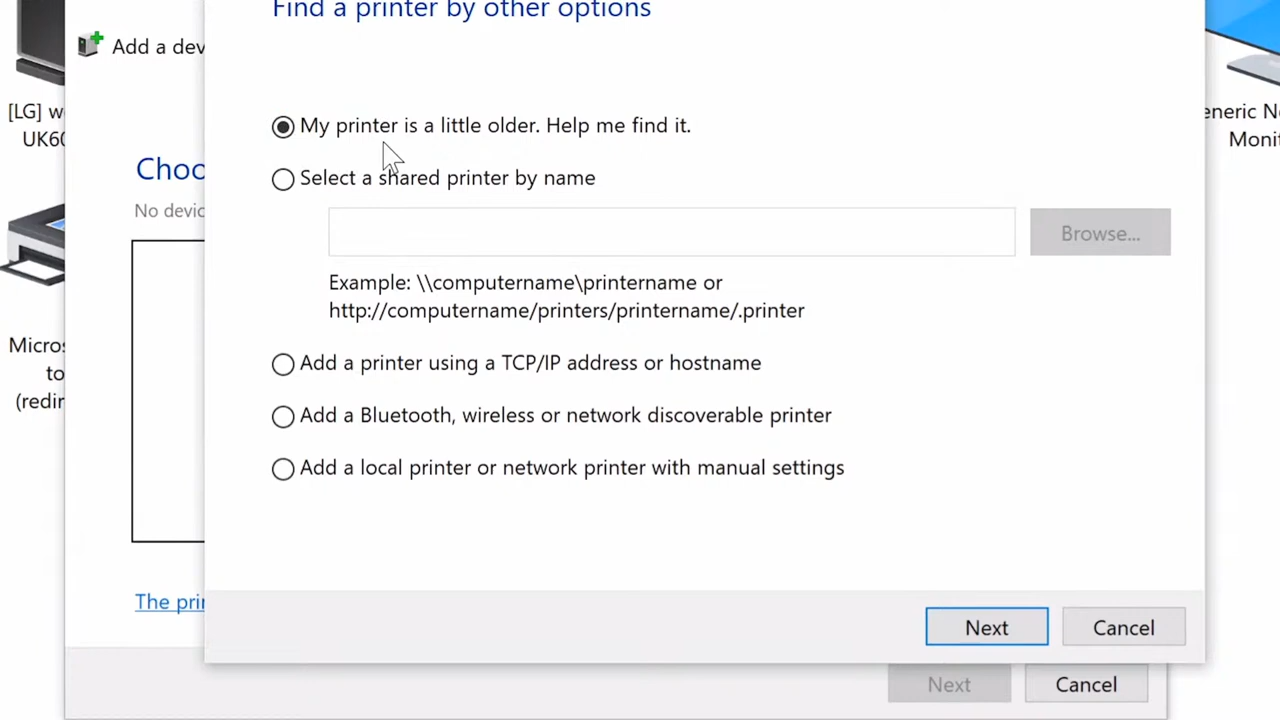 Find a printer by other options
Add a dev
[LG] w
UK60
eneric N
Monit
My printer is a little older. Help me find it.
Choo
Select a shared printer by name
No devic
Browse...
Example: \\computername\printername or
http://computername/printers/printername/.printer
Micros
to
(redir
Add a printer using a TCP/IP address or hostname
Add a Bluetooth, wireless or network discoverable printer
Add a local printer or network printer with manual settings
The prin
Next
Cancel
Next
Cancel